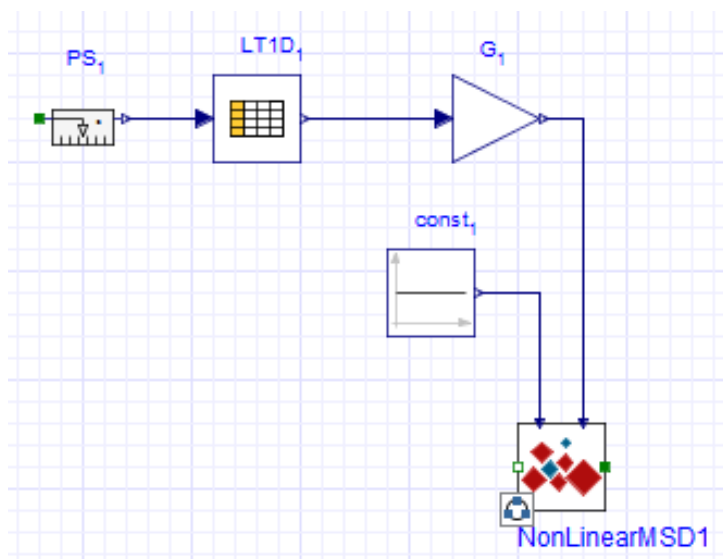 PS₁
LT1D₁
G₁
const₁
NonLinearMSD1